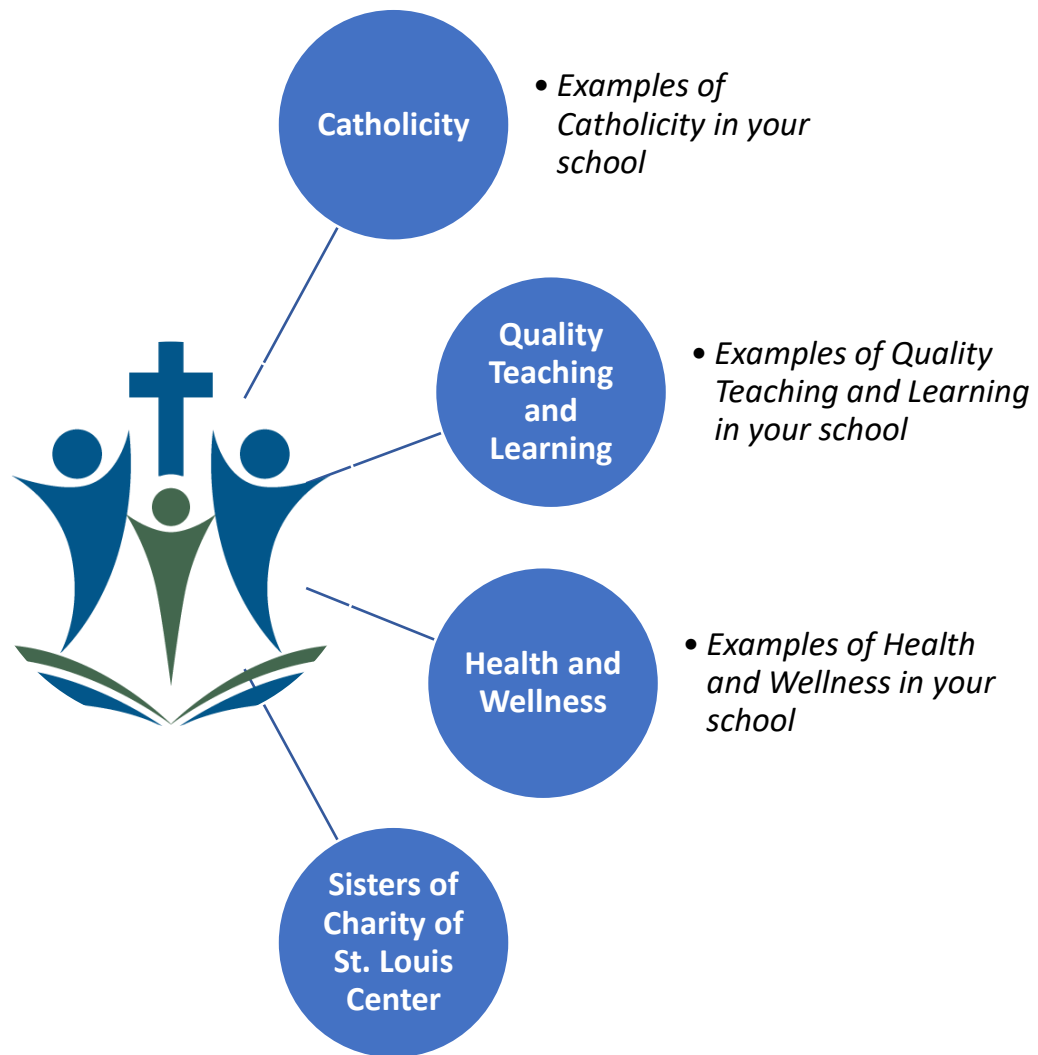 Catholicity
• Examples of
Catholicity in your
school
Quality
Teaching
and
Learning
• Examples of Quality
Teaching and Learning
in your school
Health and
Wellness
• Examples of Health
and Wellness in your
school
Sisters of
Charity of
St. Louis
Center